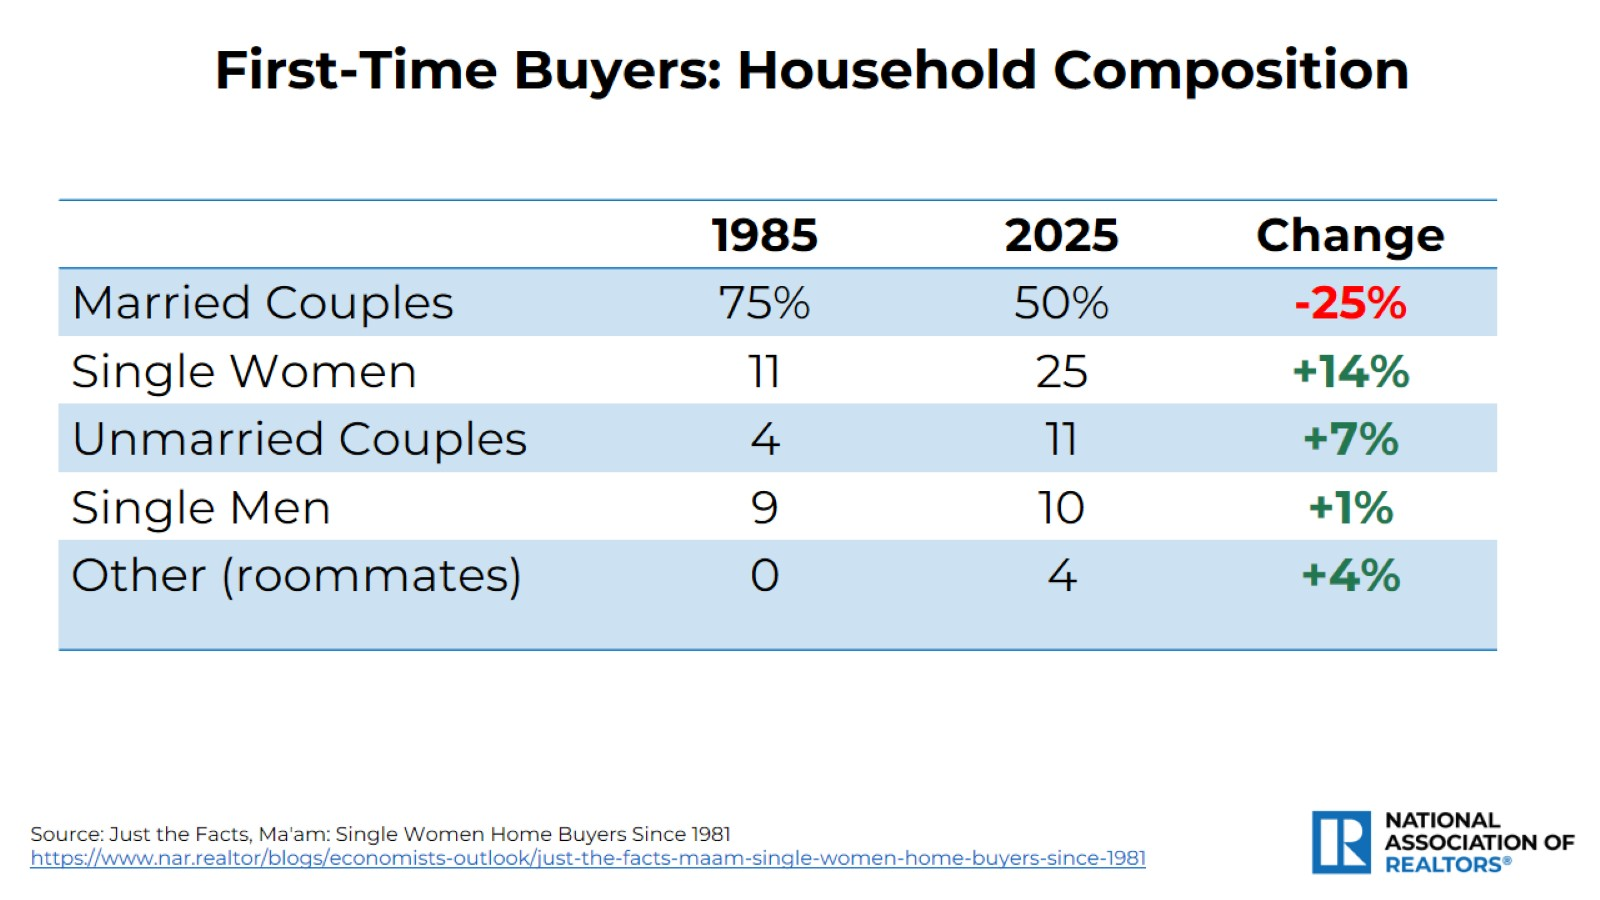 First-Time Buyers: Household Composition
1985 2025 Change
Married Couples 75% 50% -25%
Single Women 11 25 +14%
Unmarried Couples 4 11 +7%
Single Men 9 10 +1%
Other (roommates) 0 4 +4%
Source: Just the Facts, Ma'am: Single Women Home Buyers Since 1981
https://www.nar.realtor/blogs/economists-outlook/just-the-facts-maam-single-women-home-buyers-since-1981
NATIONAL
ASSOCIATION OF
REALTORS®